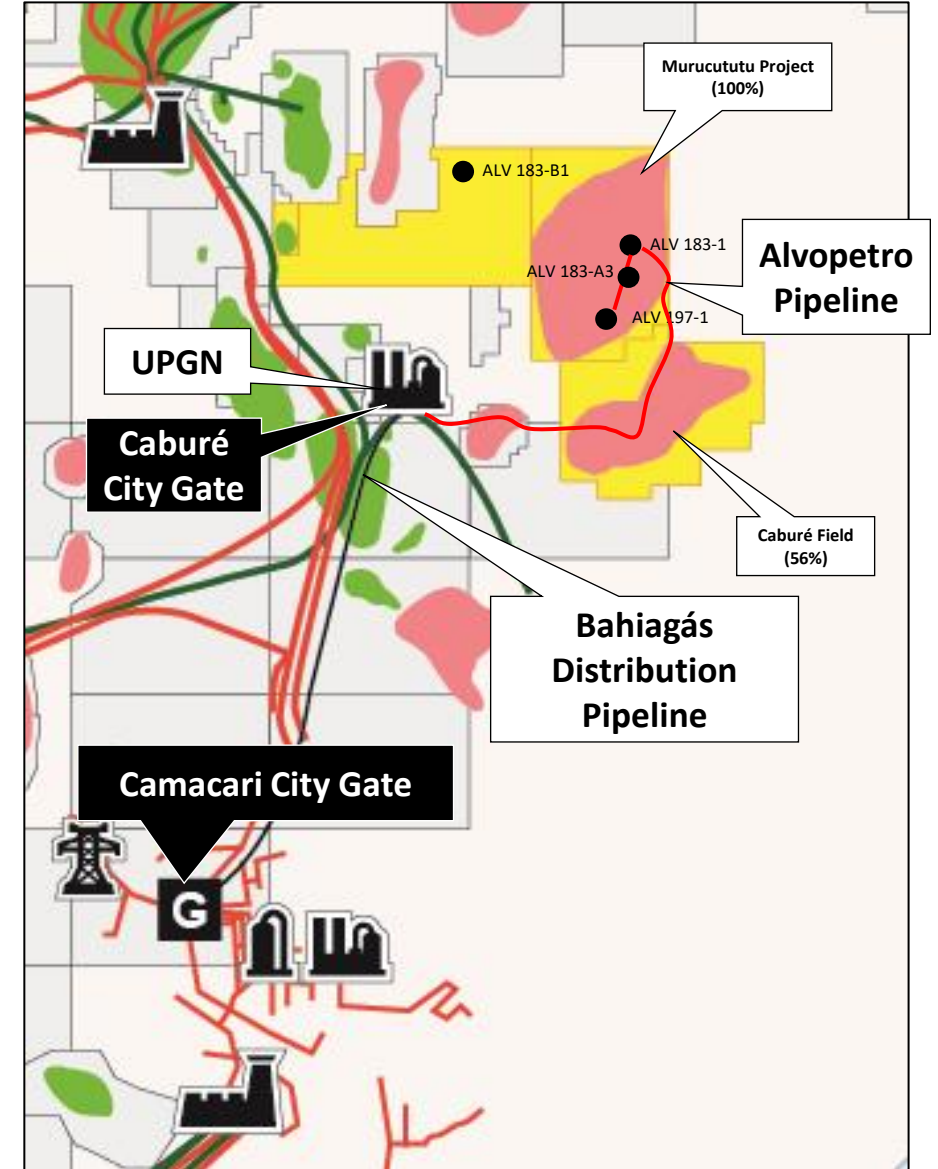 Murucututu Project
(100%)
ALV 183-B1
ALV 183-1
Alvopetro
Pipeline
ALV 183-A3
ALV 197-1
UPGN
Caburé
City Gate
Caburé Field
(56%)
Bahiagás
Distribution
Pipeline
Camacari City Gate
G